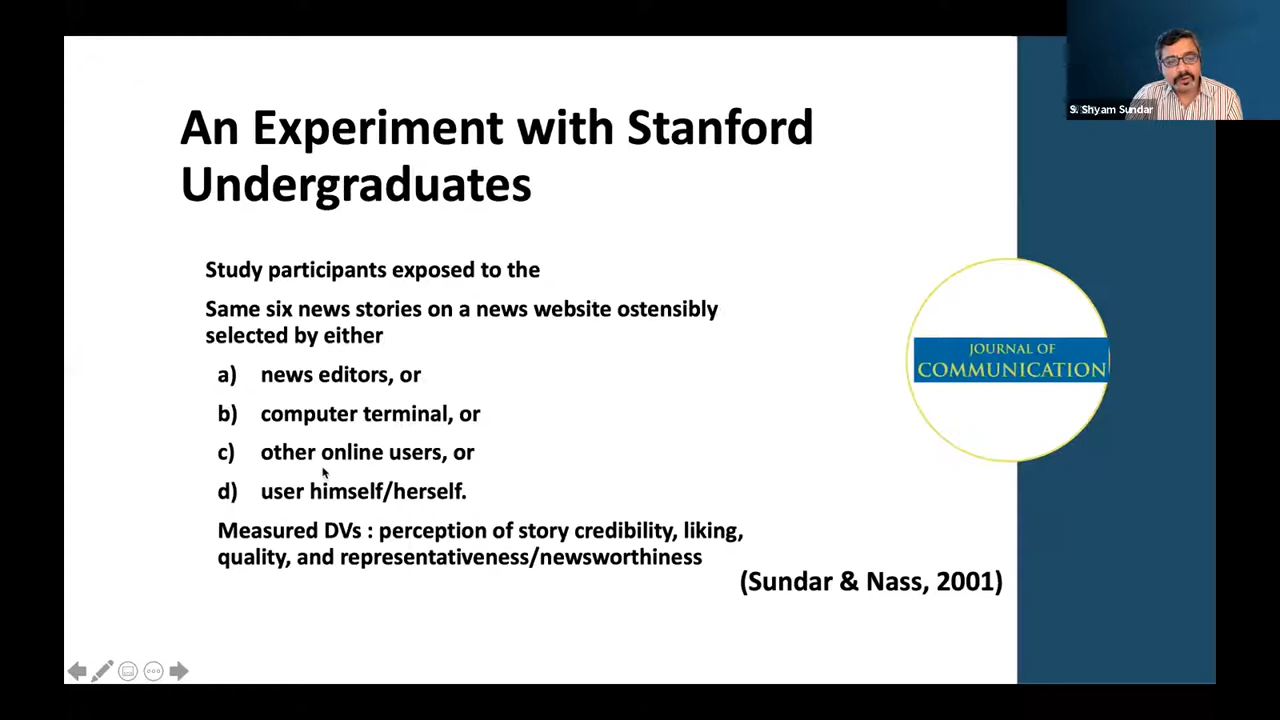 S. Shyam Sundar
An Experiment with Stanford
Undergraduates
Study participants exposed to the
Same six news stories on a news website ostensibly
selected by either
a) news editors, or
b) computer terminal, or
c) other online users, or
d) user himself/herself.
Measured DVs : perception of story credibility, liking,
quality, and representativeness/newsworthiness
(Sundar & Nass, 2001)
JOURNAL OF
COMMUNICATION